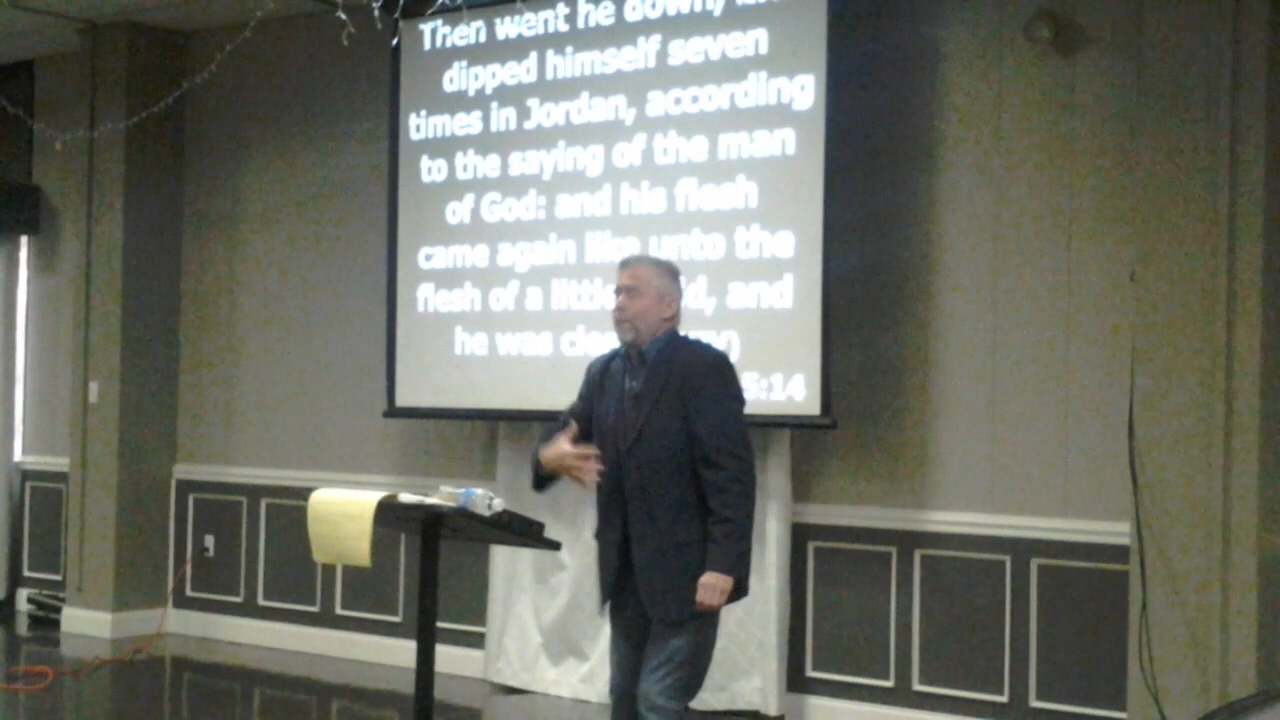 Then went he down,
dipped himself seven
times in Jordan, according
to the saying of the man
of God: and his flesh
came again like unto the
flesh of a little and
he was
5:14